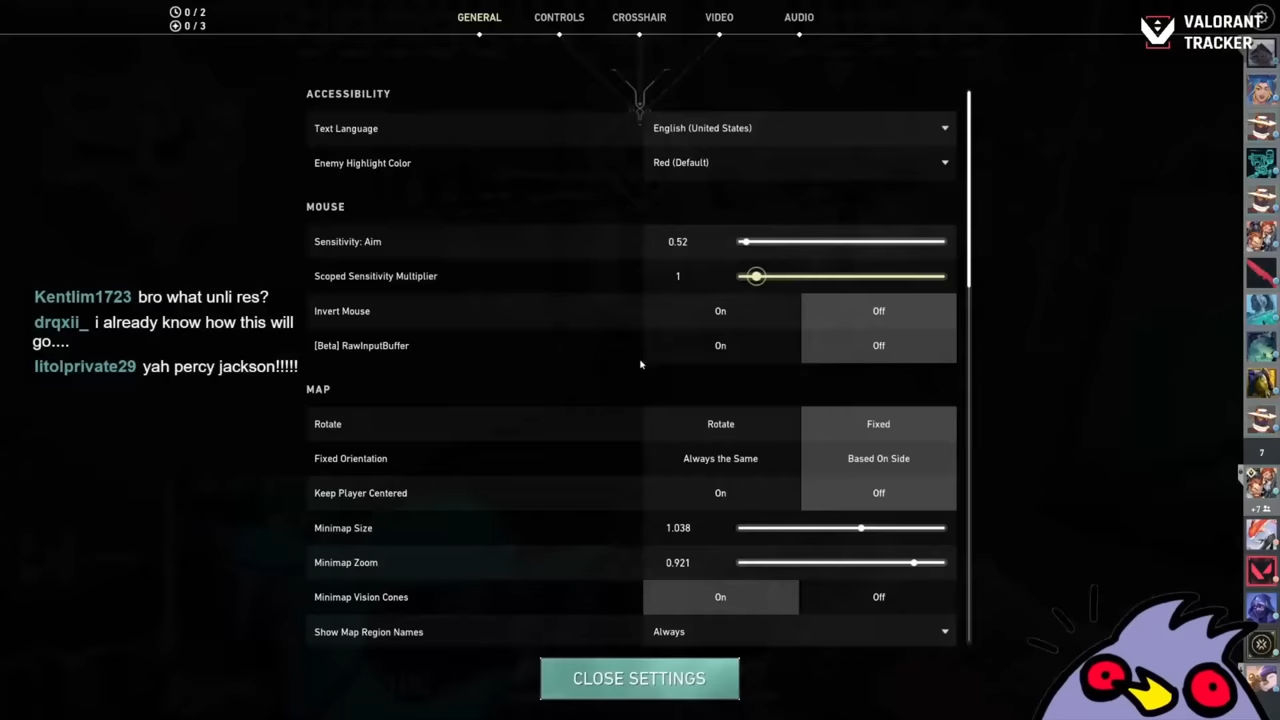 0 / 2
0 / 3
GENERAL CONTROLS CROSSHAIR VIDEO AUDIO
VALORANT
TRACKER
ACCESSIBILITY
Text Language English (United States)
Enemy Highlight Color Red (Default)
MOUSE
Sensitivity: Aim 0.52
Scoped Sensitivity Multiplier 1
Invert Mouse On Off
[Beta] RawInputBuffer On Off
Kentlim1723 bro what unli res?
drqxii_ i already know how this will
go....
litolprivate29 yah percy jackson!!!!!
MAP
Rotate Rotate Fixed
Fixed Orientation Always the Same Based On Side
Keep Player Centered On Off
Minimap Size 1.038
Minimap Zoom 0.921
Minimap Vision Cones On Off
Show Map Region Names Always
7
+7
CLOSE SETTINGS